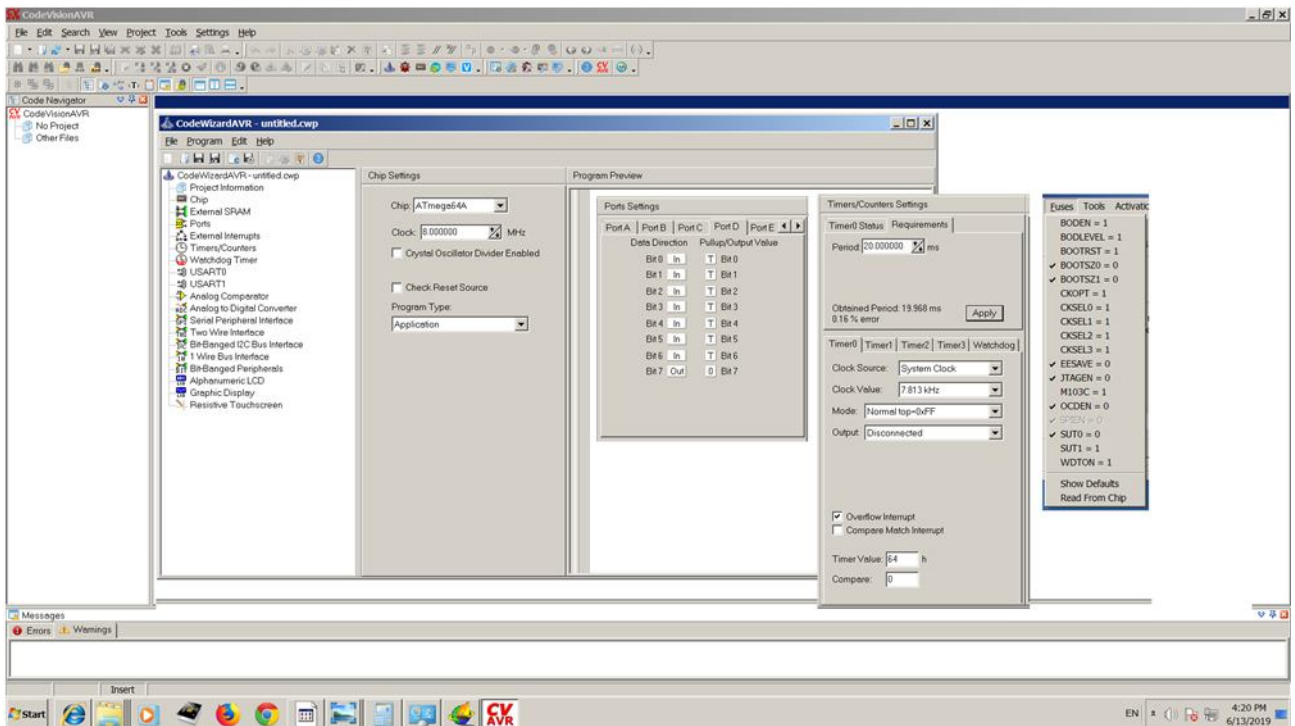 CodeVisionAVR
File Edit Search View Project Tools Settings Help
Code Navigator
CodeVisionAVR
No Project
Other Files
CodeWizardAVR - untitled.cwp
File Program Edit Help
CodeWizardAVR - untitled.cwp
Project Information
Chip
External SRAM
Ports
External Interrupts
Timers/Counters
Watchdog Timer
USART0
USART1
Analog Comparator
Analog to Digital Converter
Serial Peripheral Interface
Two Wire Interface
Bit-Banged I2C Bus Interface
1 Wire Bus Interface
Bit-Banged Peripherals
Alphanumeric LCD
Graphic Display
Resistive Touchscreen
Chip Settings
Chip: ATmega64A
Clock: 8.000000 MHz
Crystal Oscillator Divider Enabled
Check Reset Source
Program Type:
Application
Program Preview
Ports Settings
Port A Port B Port C Port D Port E
Data Direction Pullup/Output Value
Bit 0 In T Bit 0
Bit 1 In T Bit 1
Bit 2 In T Bit 2
Bit 3 In T Bit 3
Bit 4 In T Bit 4
Bit 5 In T Bit 5
Bit 6 In T Bit 6
Bit 7 Out 0 Bit 7
Timers/Counters Settings
Timer0 Status Requirements
Period: 20.000000 ms
Obtained Period: 19.968 ms
0.16 % error
Apply
Timer0 Timer1 Timer2 Timer3 Watchdog
Clock Source: System Clock
Clock Value: 7.813 kHz
Mode: Normal top=0xFF
Output: Disconnected
Overflow Interrupt
Compare Match Interrupt
Timer Value: 64 h
Compare: 0
Fuses Tools Activatic
BODEN = 1
BODLEVEL = 1
BOOTRST = 1
BOOTSZ0 = 0
BOOTSZ1 = 0
CKOPT = 1
CKSEL0 = 1
CKSEL1 = 1
CKSEL2 = 1
CKSEL3 = 1
EESAVE = 0
JTAGEN = 0
M103C = 1
OCDEN = 0
SPIEN = 0
SUT0 = 0
SUT1 = 1
WDTON = 1
Show Defaults
Read From Chip
Messages
Errors Warnings
Insert
Start
CV
AVR
EN
4:20 PM
6/13/2019